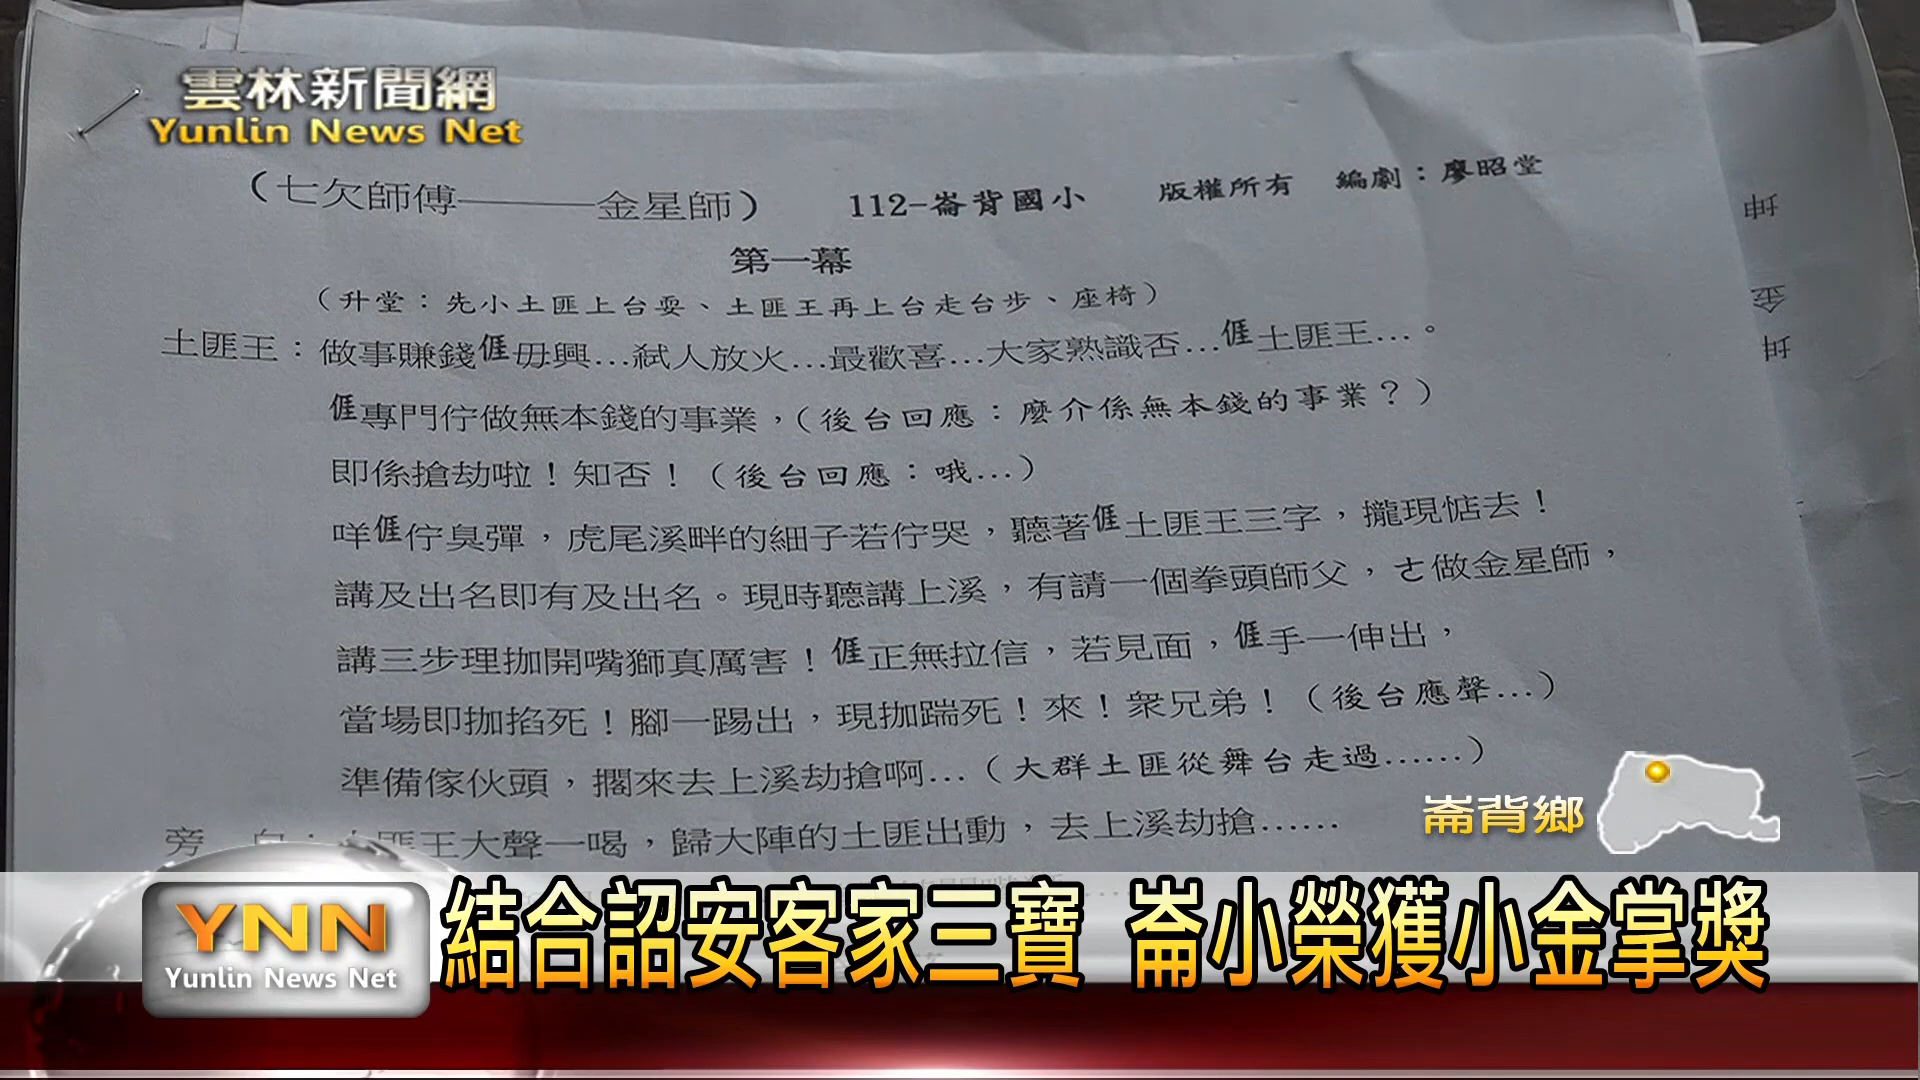 雲林新聞網
Yunlin News Net
（七欠師傅———金星師） 112-崙背國小 版權所有 編劇：廖昭堂
第一幕
（升堂：先小土匪上台耍、土匪王再上台走台步、座椅）
土匪王：做事賺錢𠊎毋興…弒人放火…最歡喜…大家熟識否…𠊎土匪王…。
𠊎專門佇做無本錢的事業，（後台回應：麼介係無本錢的事業？）
即係搶劫啦！知否！（後台回應：哦…）
咩𠊎佇臭彈，虎尾溪畔的細子若佇哭，聽著𠊎土匪王三字，攏現惦去！
講及出名即有及出名。現時聽講上溪，有請一個拳頭師父，ㄜ做金星師，
講三步理拁開嘴獅真厲害！𠊎正無拉信，若見面，𠊎手一伸出，
當場即拁掐死！腳一踢出，現拁踹死！來！衆兄弟！（後台應聲…）
準備傢伙頭，擱來去上溪劫搶啊…（大群土匪從舞台走過……）
旁 白：土匪王大聲一喝，歸大陣的土匪出動，去上溪劫搶……
坤
金
坤
崙背鄉
YNN
Yunlin News Net
結合詔安客家三寶 崙小榮獲小金掌獎